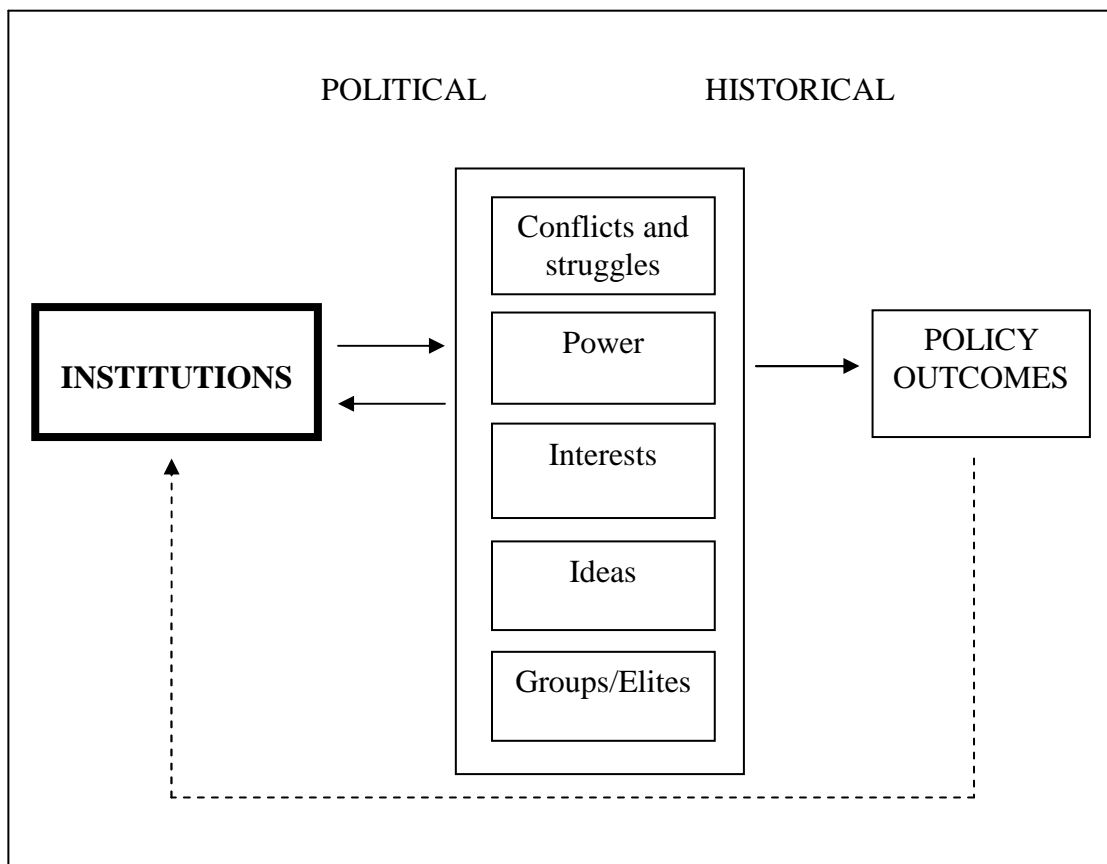 POLITICAL HISTORICAL
Conflicts and
struggles
INSTITUTIONS
Power
Interests
Ideas
Groups/Elites
POLICY
OUTCOMES